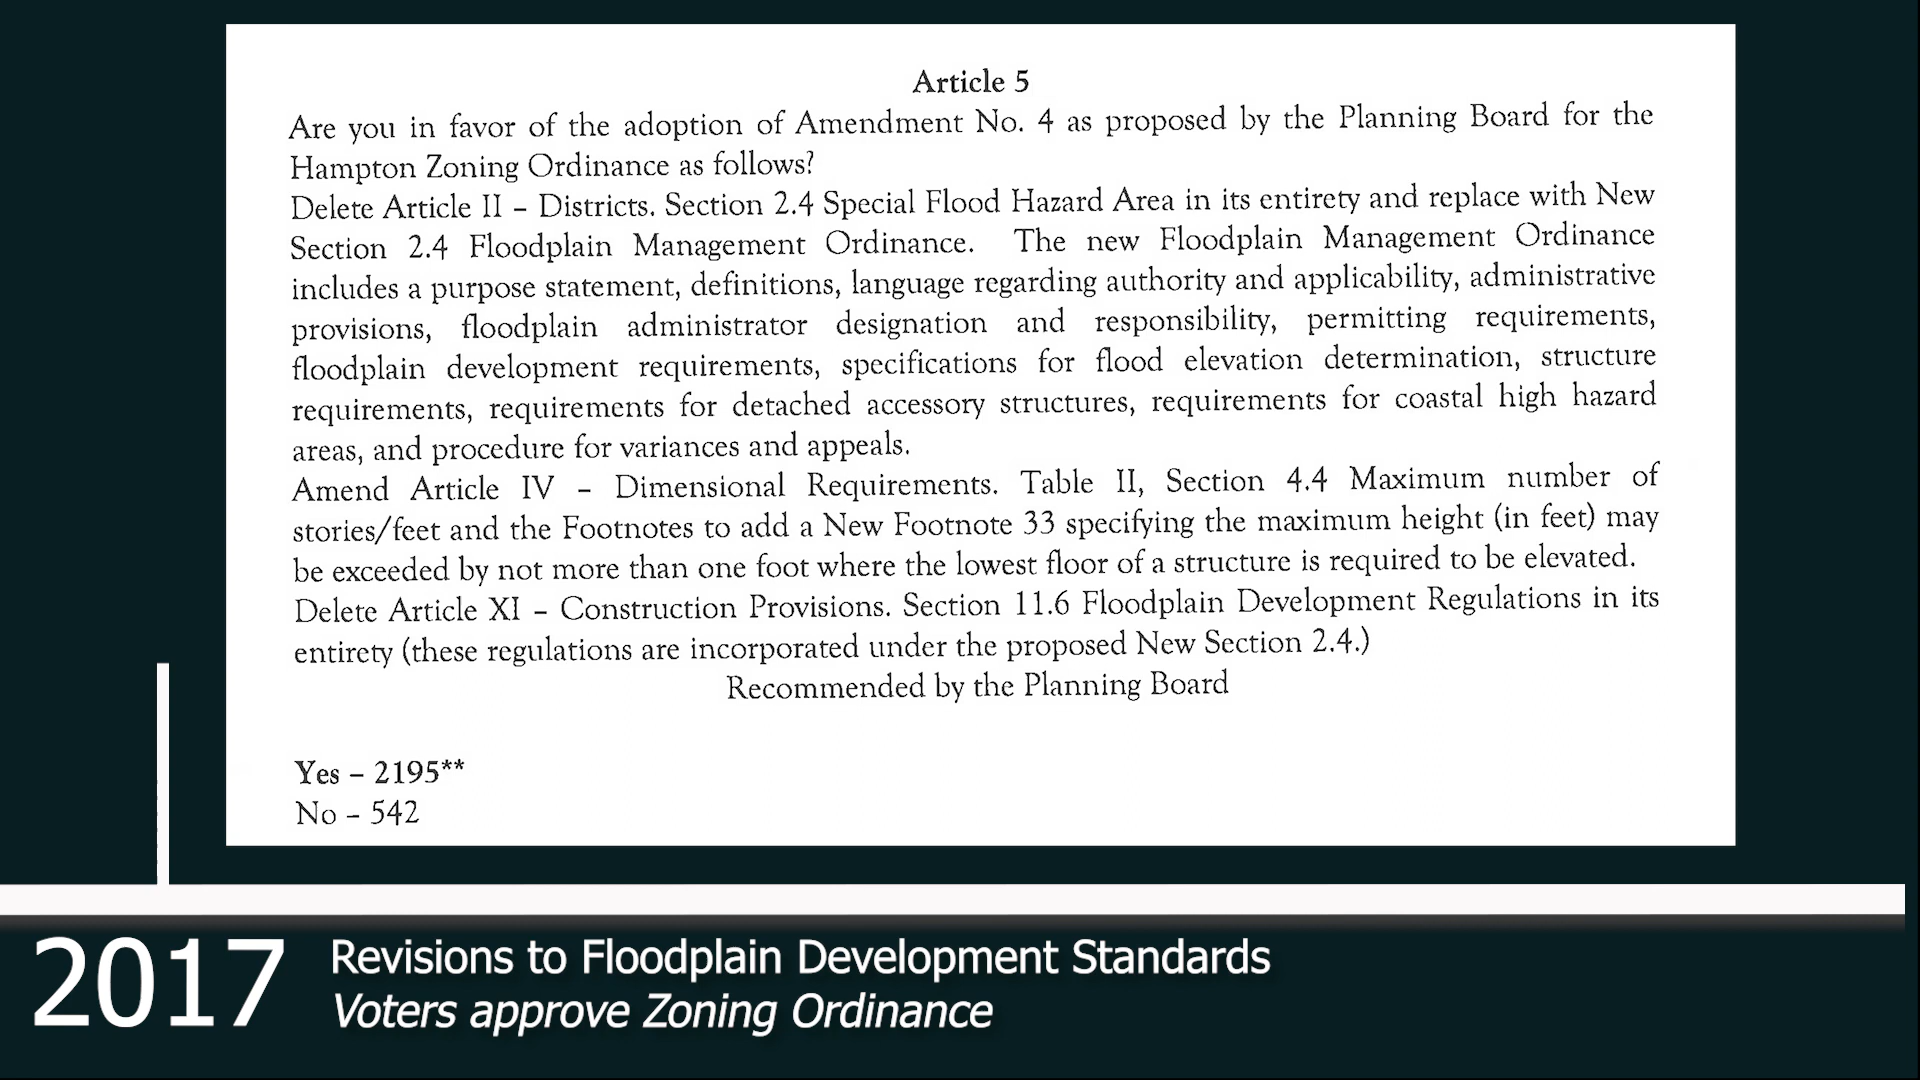 Article 5
Are you in favor of the adoption of Amendment No. 4 as proposed by the Planning Board for the
Hampton Zoning Ordinance as follows?
Delete Article II – Districts. Section 2.4 Special Flood Hazard Area in its entirety and replace with New
Section 2.4 Floodplain Management Ordinance. The new Floodplain Management Ordinance
includes a purpose statement, definitions, language regarding authority and applicability, administrative
provisions, floodplain administrator designation and responsibility, permitting requirements,
floodplain development requirements, specifications for flood elevation determination, structure
requirements, requirements for detached accessory structures, requirements for coastal high hazard
areas, and procedure for variances and appeals.
Amend Article IV – Dimensional Requirements. Table II, Section 4.4 Maximum number of
stories/feet and the Footnotes to add a New Footnote 33 specifying the maximum height (in feet) may
be exceeded by not more than one foot where the lowest floor of a structure is required to be elevated.
Delete Article XI – Construction Provisions. Section 11.6 Floodplain Development Regulations in its
entirety (these regulations are incorporated under the proposed New Section 2.4.)
Recommended by the Planning Board
Yes – 2195**
No – 542
2017
Revisions to Floodplain Development Standards
Voters approve Zoning Ordinance